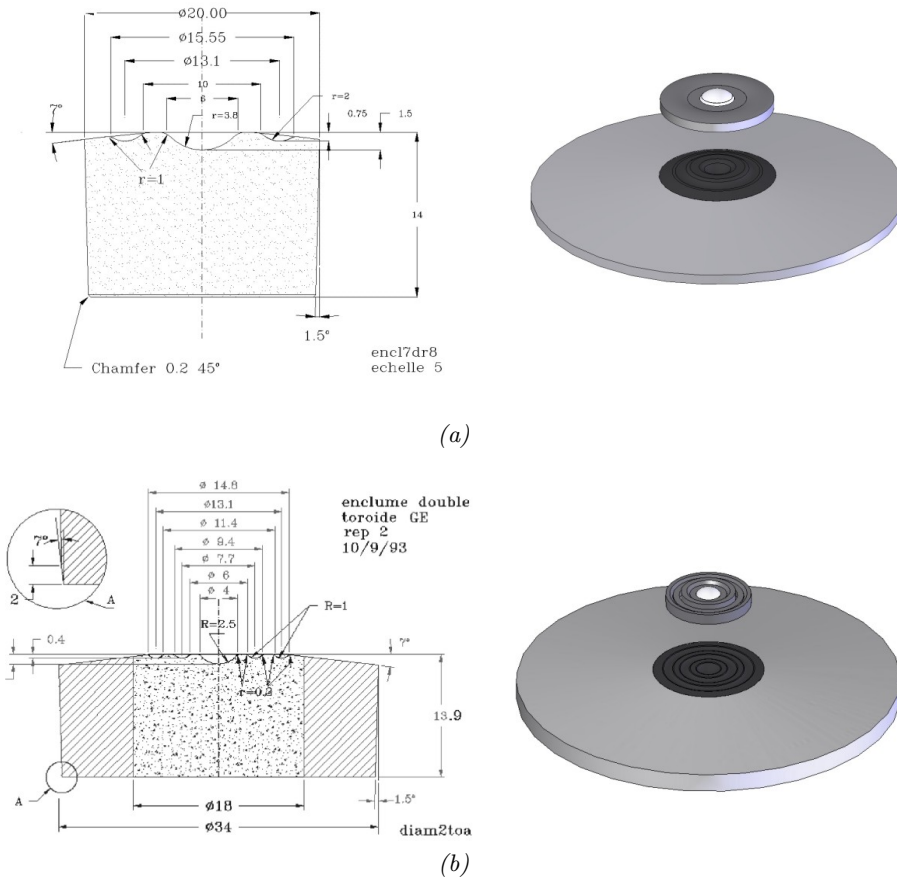 ø20.00
ø15.55
ø13.1
10
6
r=2
7°
r=3.8
0.75
1.5
r=1
14
1.5°
Chamfer 0.2 45°
encl7dr8
echelle 5
(a)
ø 14.8
ø13.1
ø 11.4
ø 9.4
ø 7.7
ø 6
ø 4
enclume double
toroide GE
rep 2
10/9/93
7°
2
A
R=1
R=2.5
0.4
7°
r=0.2
13.9
A
1.5°
ø18
ø34
diam2toa
(b)